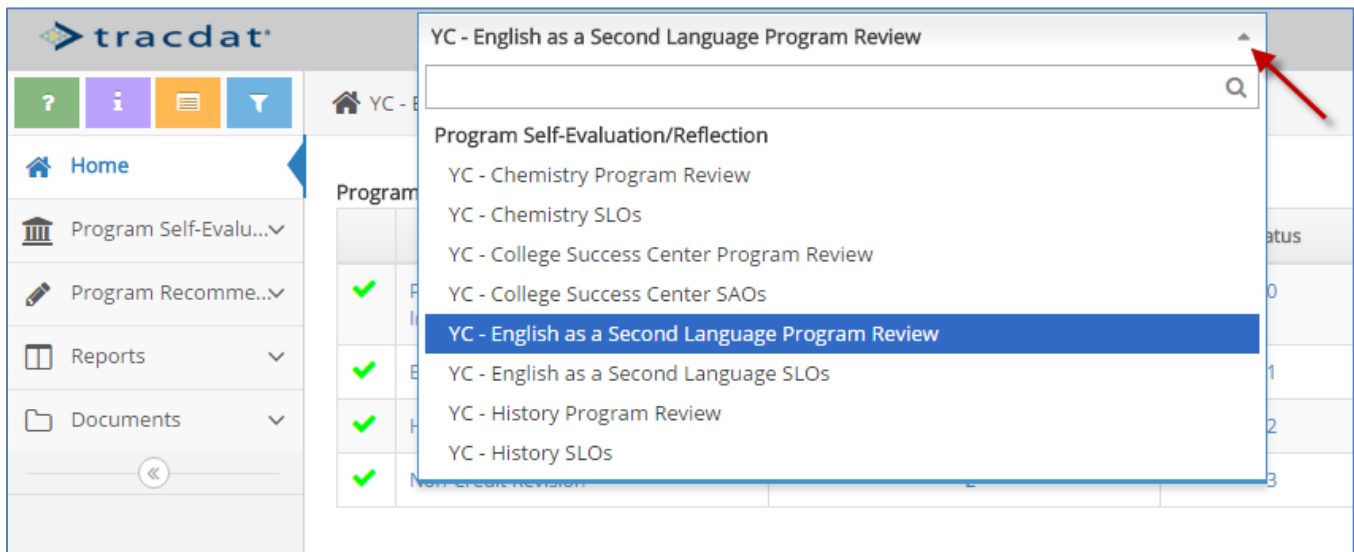 tracdat
YC - English as a Second Language Program Review
?
i
YC -
Program Self-Evaluation/Reflection
Home
YC - Chemistry Program Review
Program
YC - Chemistry SLOs
Program Self-Evalu...
atus
YC - College Success Center Program Review
Program Recomme...
YC - College Success Center SAOs
0
YC - English as a Second Language Program Review
Reports
YC - English as a Second Language SLOs
1
Documents
YC - History Program Review
2
YC - History SLOs
Non-Credit Revision 2 3